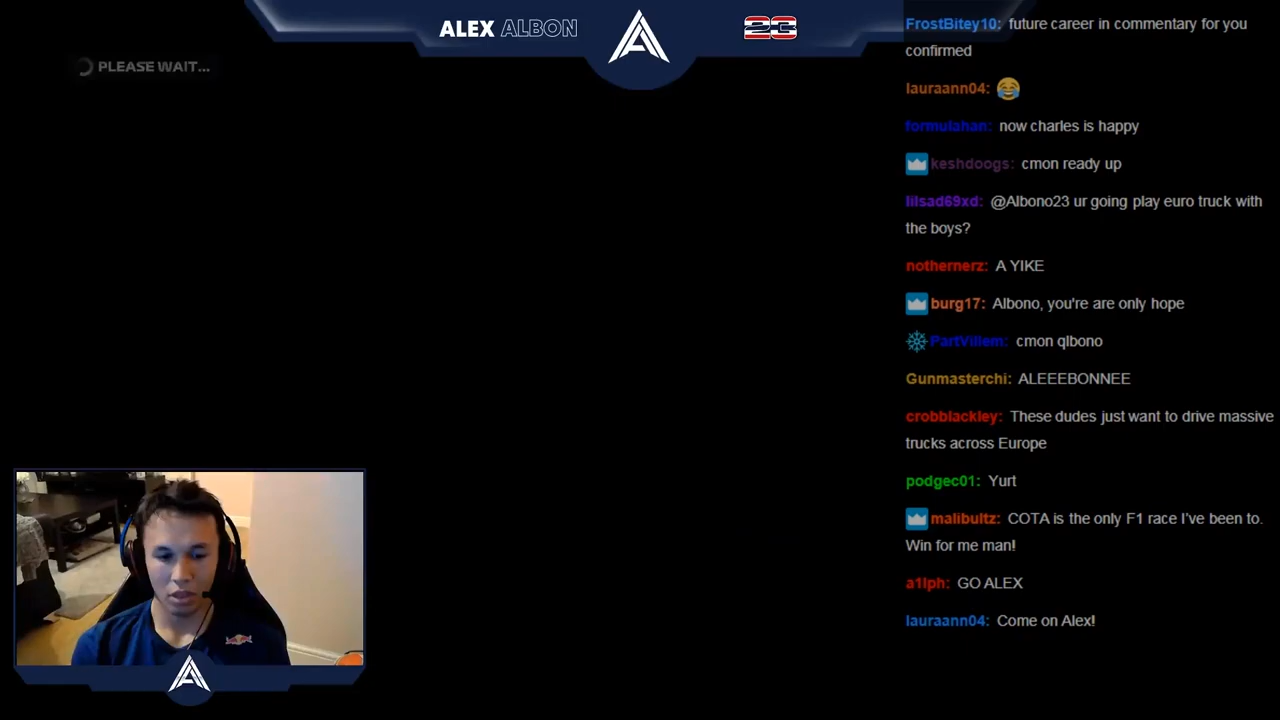 ALEX ALBON
23
PLEASE WAIT...
FrostBitey10: future career in commentary for you
confirmed
lauraann04: 😂
formulahan: now charles is happy
keshdoogs: cmon ready up
lilsad69xd: @Albono23 ur going play euro truck with
the boys?
nothernerz: A YIKE
burg17: Albono, you're are only hope
PartVillem: cmon qlbono
Gunmasterchi: ALEEEBONNEE
crobblackley: These dudes just want to drive massive
trucks across Europe
podgec01: Yurt
malibultz: COTA is the only F1 race I've been to.
Win for me man!
a1lph: GO ALEX
lauraann04: Come on Alex!